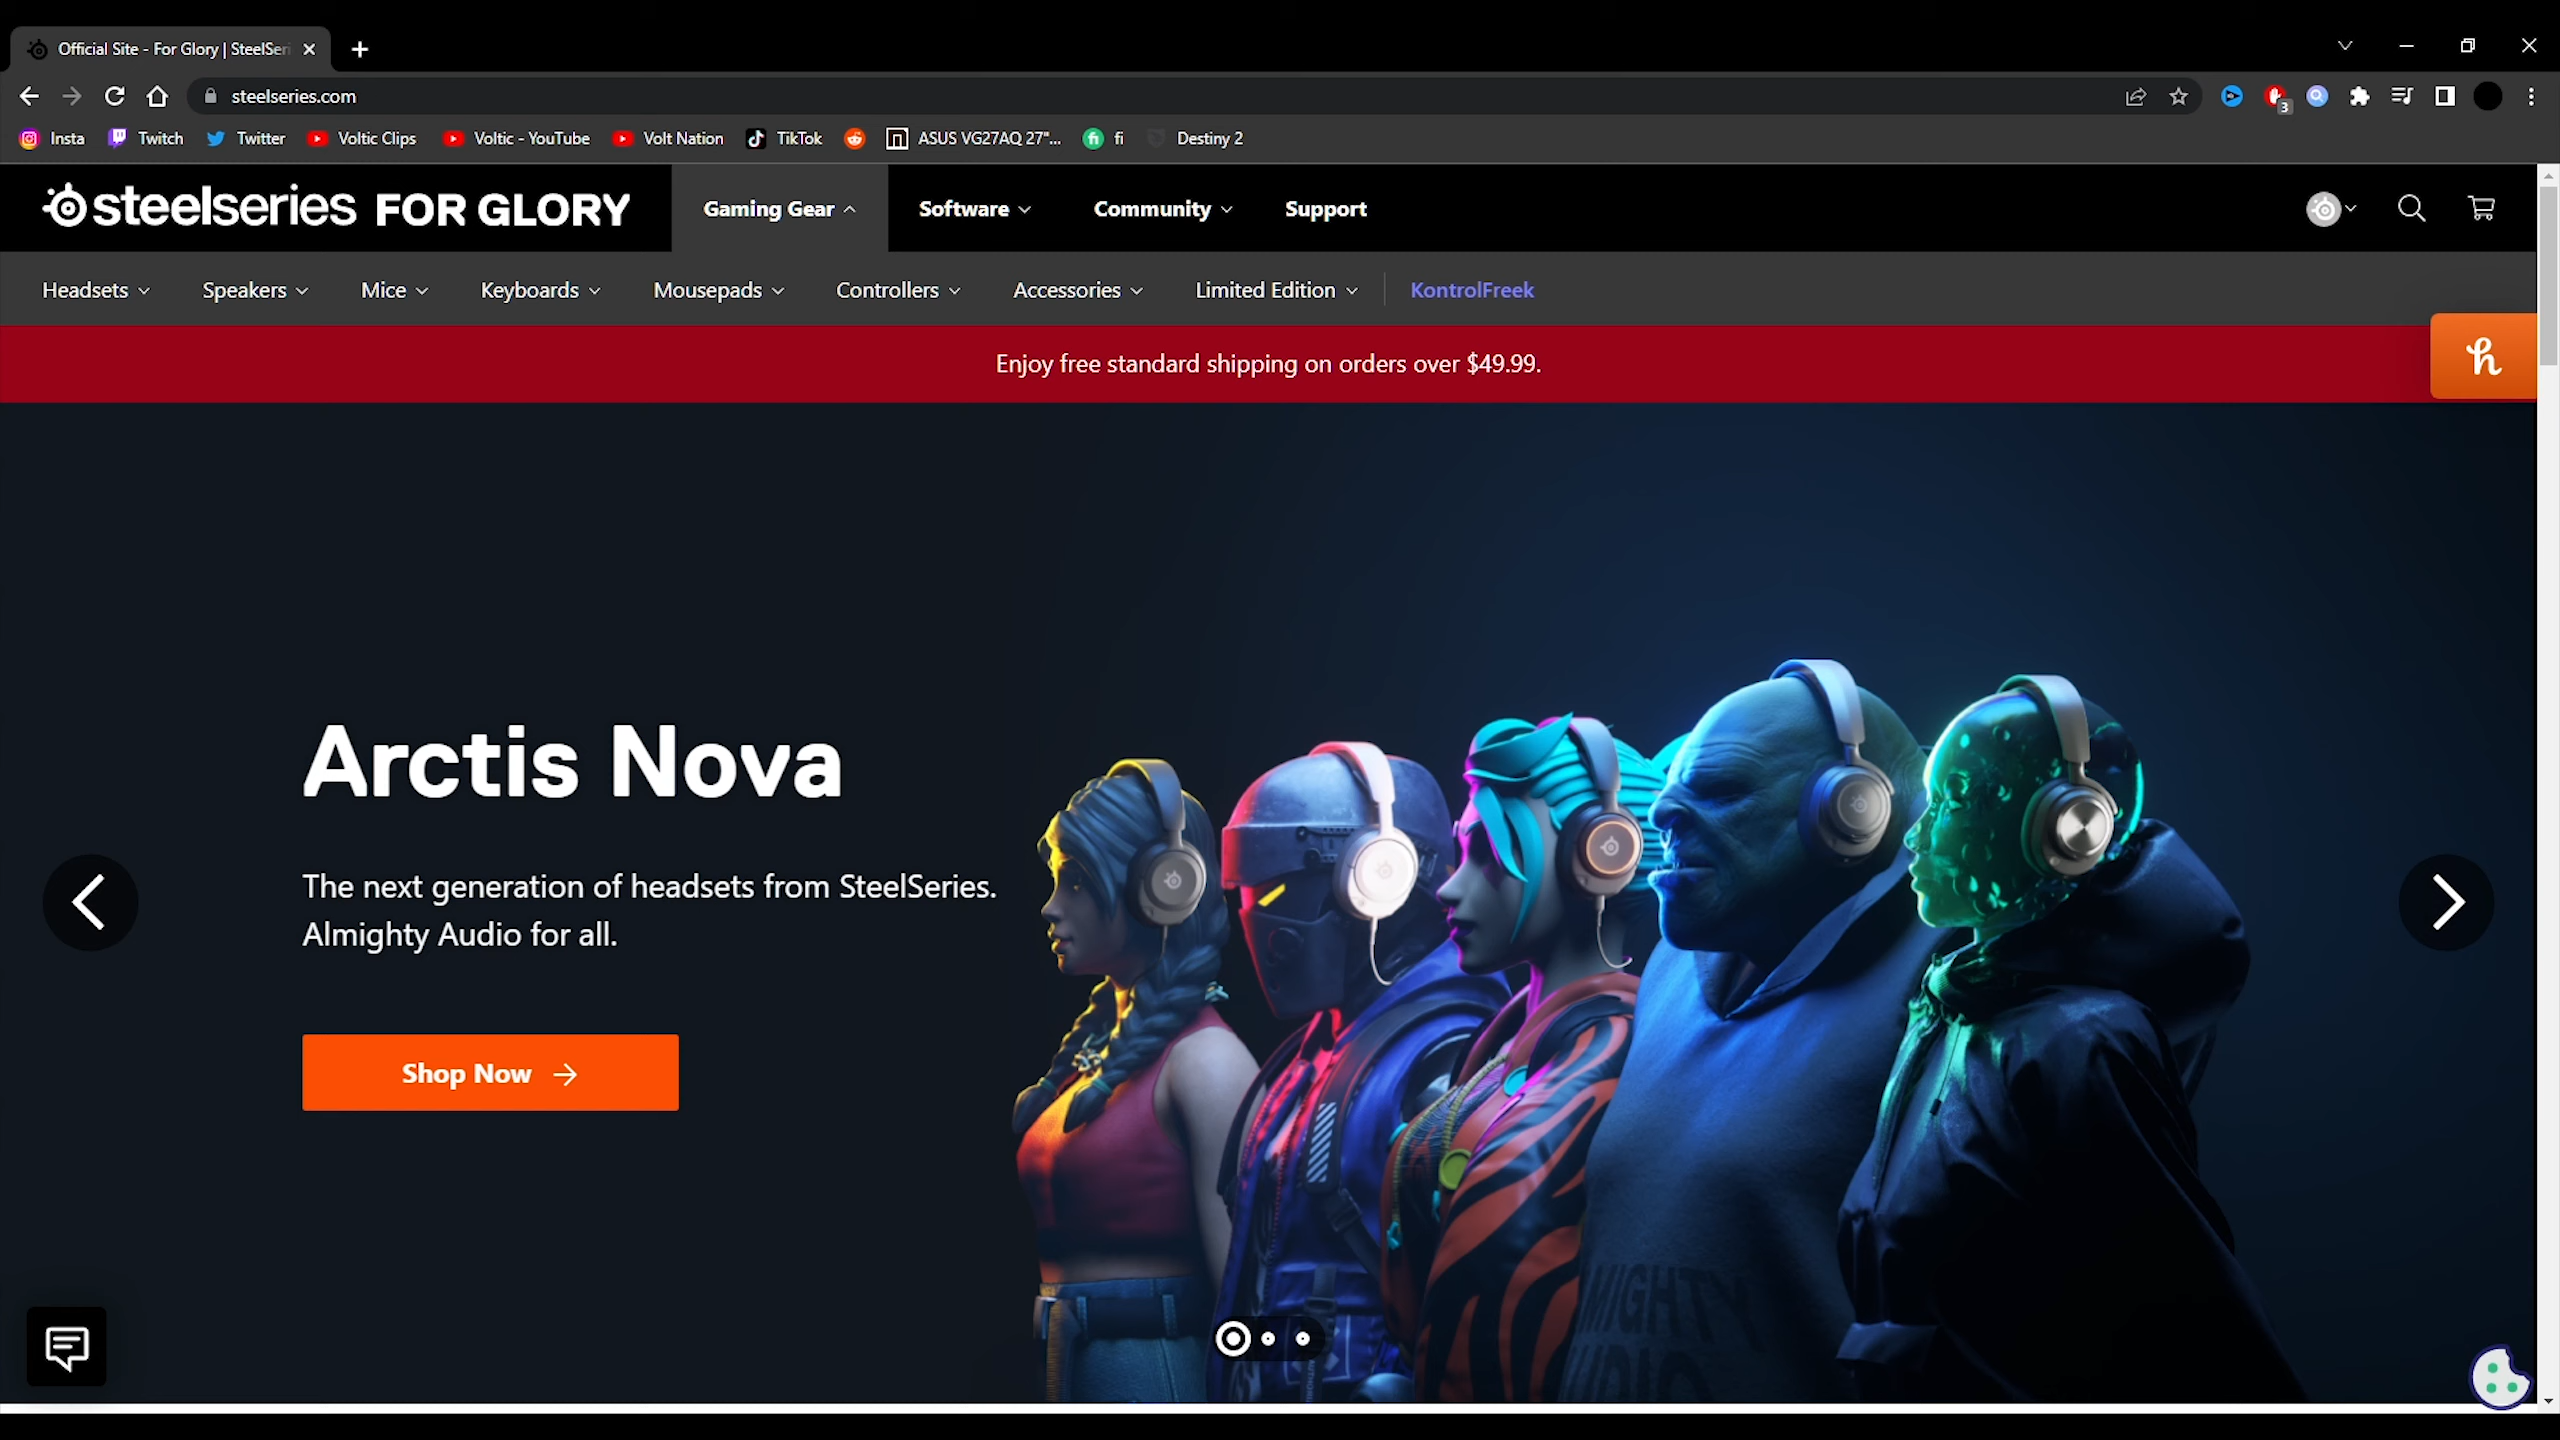 Official Site - For Glory | SteelSeri
steelseries.com
3
Insta
Twitch
Twitter
Voltic Clips
Voltic - YouTube
Volt Nation
TikTok
ASUS VG27AQ 27"...
fi
fi
Destiny 2
steelseries FOR GLORY
Gaming Gear
Software
Community
Support
Headsets
Speakers
Mice
Keyboards
Mousepads
Controllers
Accessories
Limited Edition
KontrolFreek
Enjoy free standard shipping on orders over $49.99.
h
Arctis Nova
The next generation of headsets from SteelSeries.
Almighty Audio for all.
Shop Now